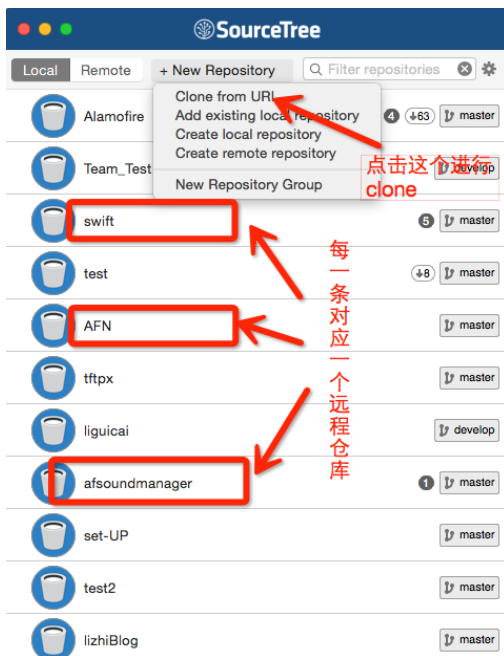 SourceTree
Local Remote + New Repository Filter repositories
Clone from URL
Add existing local repository
Create local repository
Create remote repository
New Repository Group
点击这个进行
clone
Alamofire 4 63 master
Team_Test develop
swift 5 master
test 8 master
AFN master
tftpx master
liguicai develop
afsoundmanager 1 master
set-UP master
test2 master
lizhiBlog master
每一条对应一个远程仓库